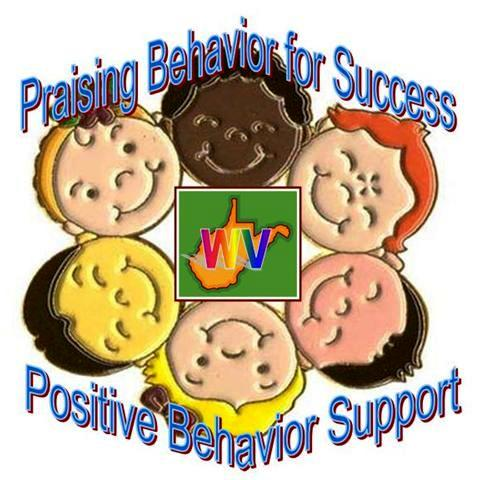 Praising Behavior for Success
WV
Positive Behavior Support